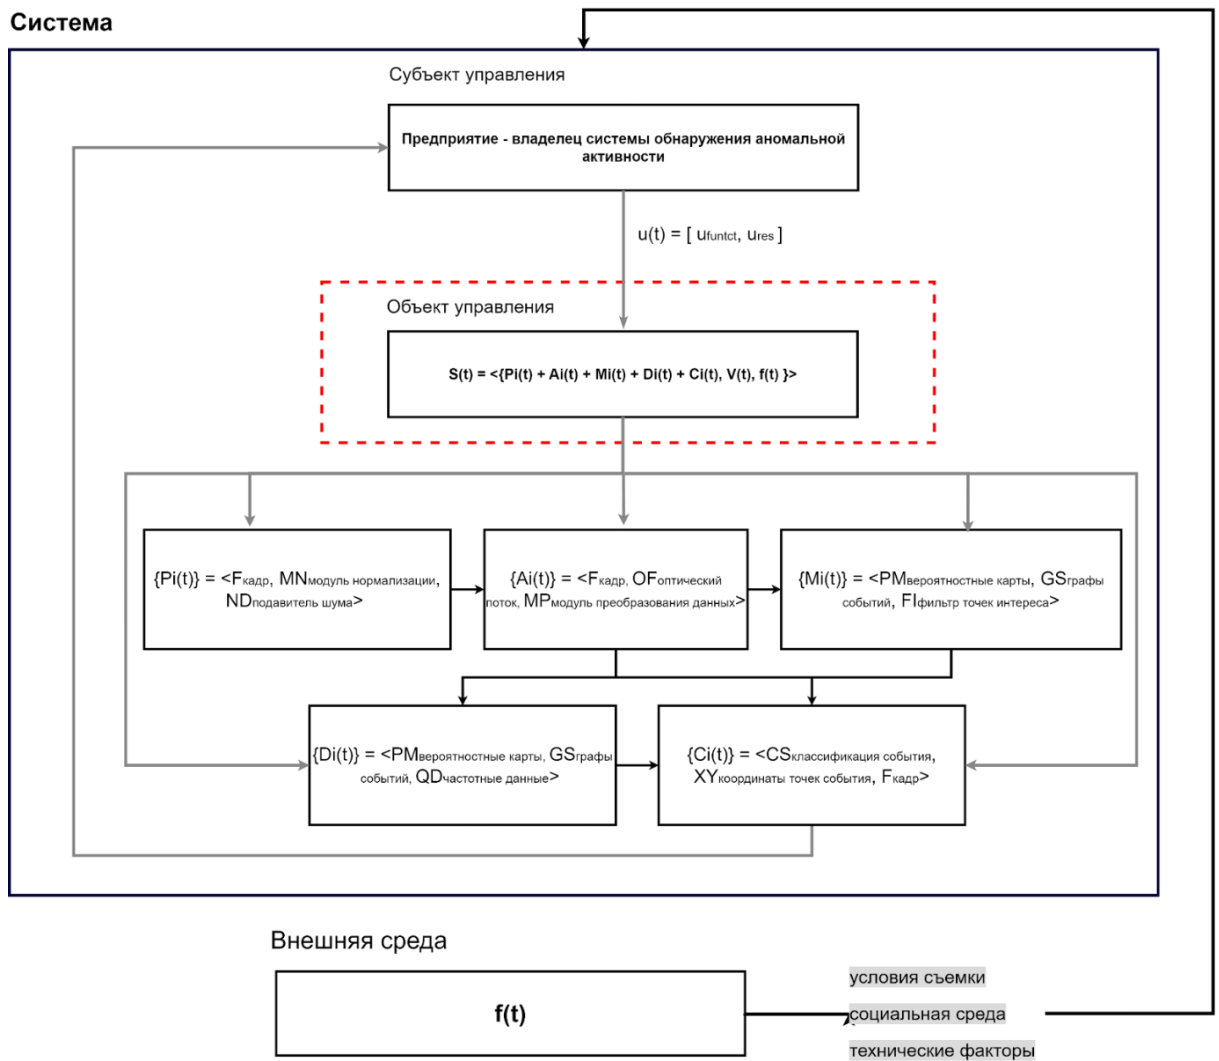 Система
Субъект управления
Предприятие - владелец системы обнаружения аномальной
активности
u(t) = [ ufuntct, ures ]
Объект управления
S(t) = <{Pi(t) + Ai(t) + Mi(t) + Di(t) + Ci(t), V(t), f(t) }>
{Pi(t)} = <Fкадр, MNмодуль нормализации,
NDподавитель шума>
{Ai(t)} = <Fкадр, OFоптический
поток, MPмодуль преобразования данных>
{Mi(t)} = <PMвероятностные карты, GSграфы
событий, FIфильтр точек интереса>
{Di(t)} = <PMвероятностные карты, GSграфы
событий, QDчастотные данные>
{Ci(t)} = <CSклассификация события,
XYкоординаты точек события, Fкадр>
Внешняя среда
f(t)
условия съемки
социальная среда
технические факторы